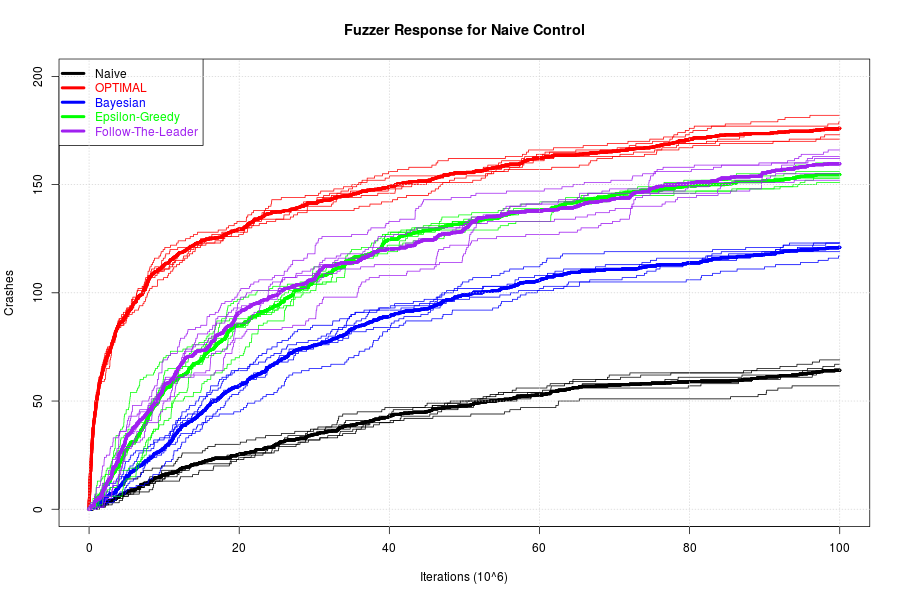 Fuzzer Response for Naive Control
Naive
OPTIMAL
Bayesian
Epsilon-Greedy
Follow-The-Leader
200
150
100
50
0
Crashes
0 20 40 60 80 100
Iterations (10^6)